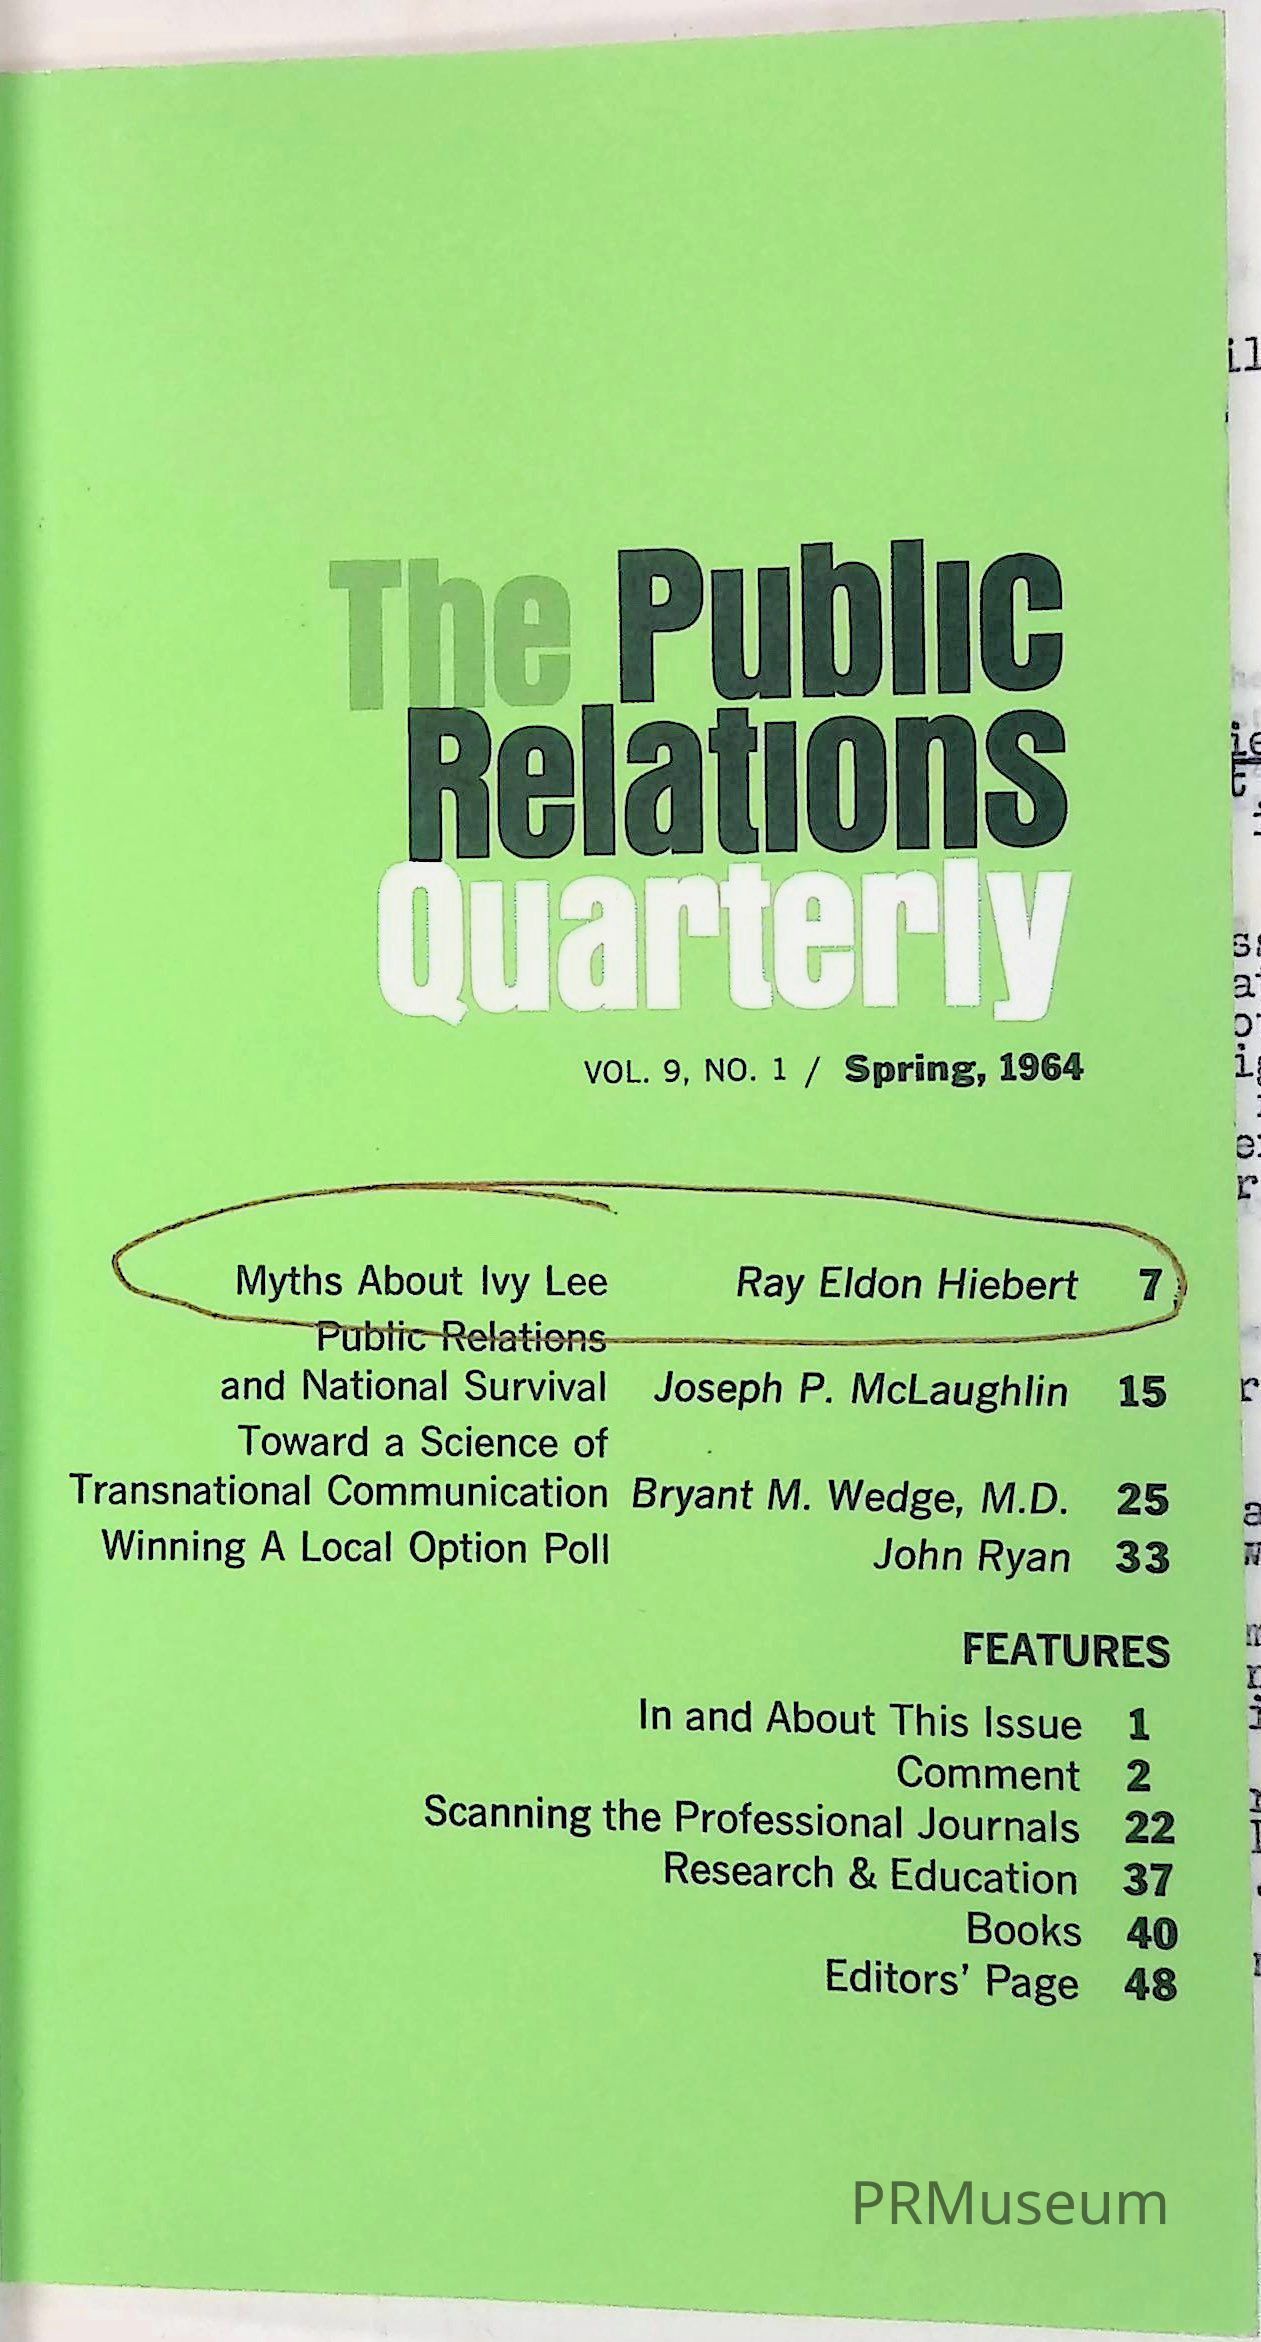 The Public
Relations
Quarterly
VOL. 9, NO. 1 / Spring, 1964
Myths About Ivy Lee Ray Eldon Hiebert 7
Public Relations
and National Survival Joseph P. McLaughlin 15
Toward a Science of
Transnational Communication Bryant M. Wedge, M.D. 25
Winning A Local Option Poll John Ryan 33
FEATURES
In and About This Issue 1
Comment 2
Scanning the Professional Journals 22
Research & Education 37
Books 40
Editors' Page 48
PRMuseum